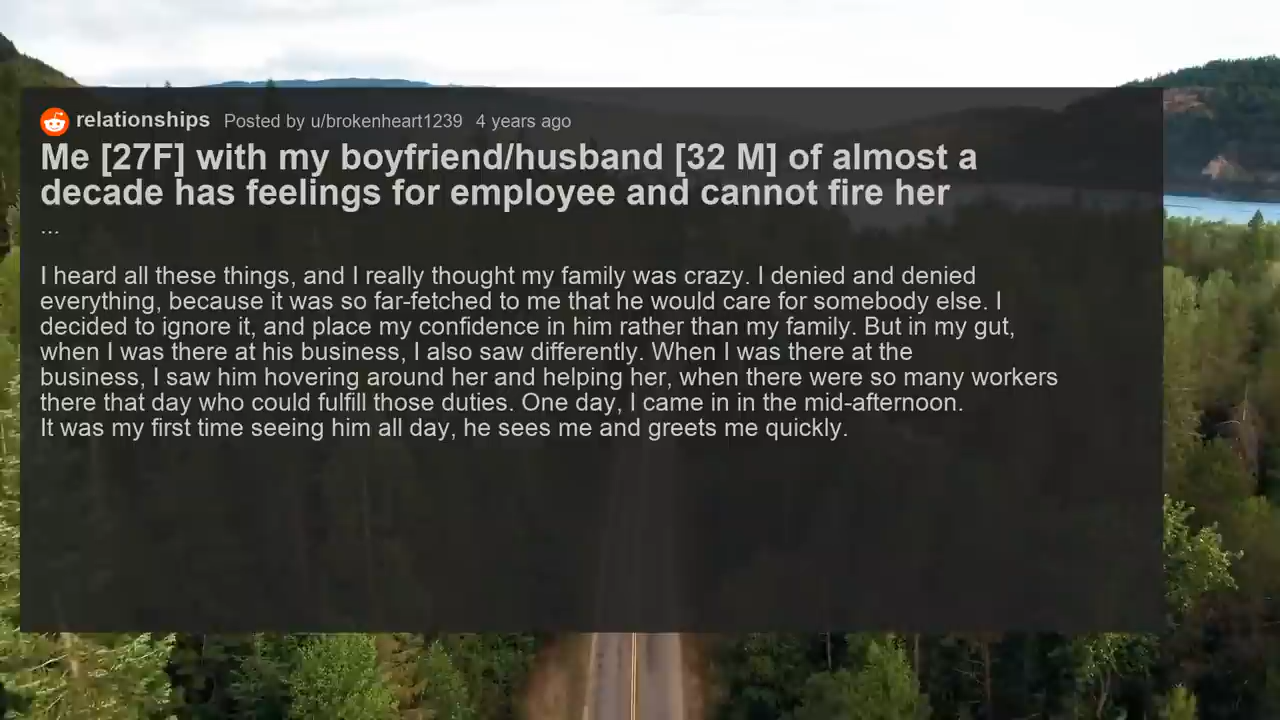 relationships Posted by u/brokenheart1239 4 years ago
Me [27F] with my boyfriend/husband [32 M] of almost a
decade has feelings for employee and cannot fire her
...
I heard all these things, and I really thought my family was crazy. I denied and denied
everything, because it was so far-fetched to me that he would care for somebody else. I
decided to ignore it, and place my confidence in him rather than my family. But in my gut,
when I was there at his business, I also saw differently. When I was there at the
business, I saw him hovering around her and helping her, when there were so many workers
there that day who could fulfill those duties. One day, I came in in the mid-afternoon.
It was my first time seeing him all day, he sees me and greets me quickly.